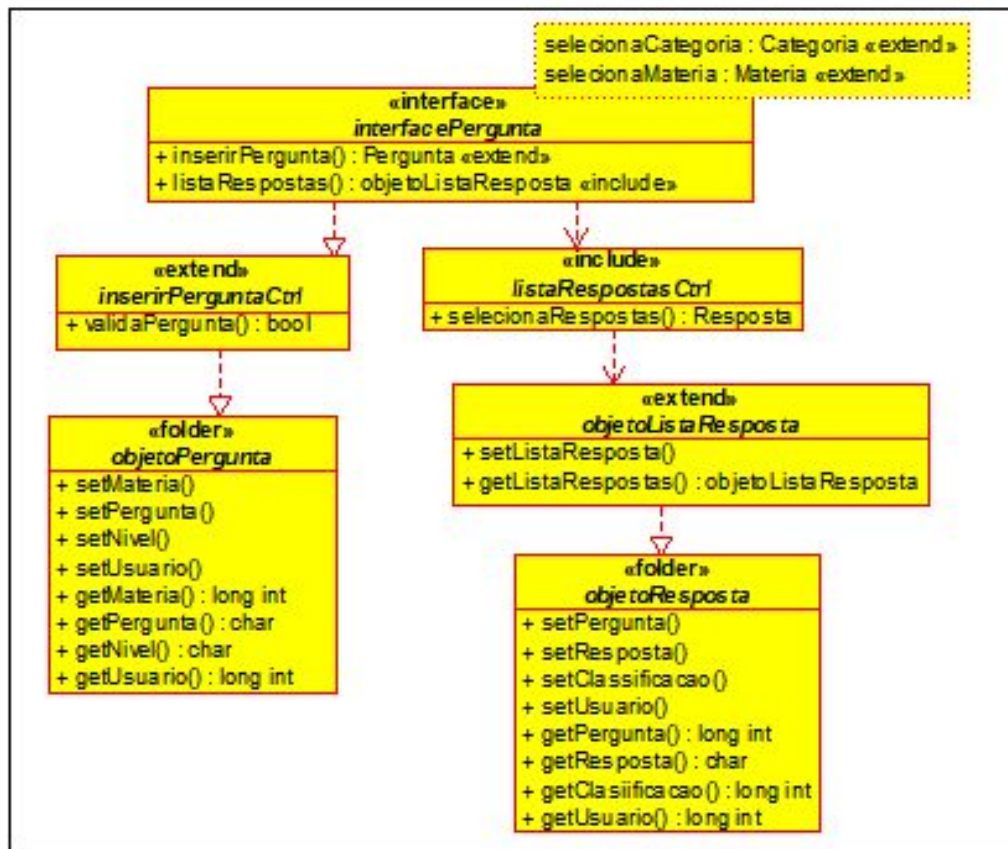 selecionaCategoria : Categoria «extend»
selecionaMateria : Materia «extend»
«interface»
interfacePergunta
+ inserirPergunta() : Pergunta «extend»
+ listaRespostas() : objetoListaResposta «include»
«extend»
inserirPerguntaCtrl
+ validaPergunta() : bool
«include»
listaRespostasCtrl
+ selecionaRespostas() : Resposta
«folder»
objetoPergunta
+ setMateria()
+ setPergunta()
+ setNivel()
+ setUsuario()
+ getMateria() : long int
+ getPergunta() : char
+ getNivel() : char
+ getUsuario() : long int
«extend»
objetoListaResposta
+ setListaResposta()
+ getListaRespostas() : objetoListaResposta
«folder»
objetoResposta
+ setPergunta()
+ setResposta()
+ setClassificacao()
+ setUsuario()
+ getPergunta() : long int
+ getResposta() : char
+ getClasiificacao() : long int
+ getUsuario() : long int